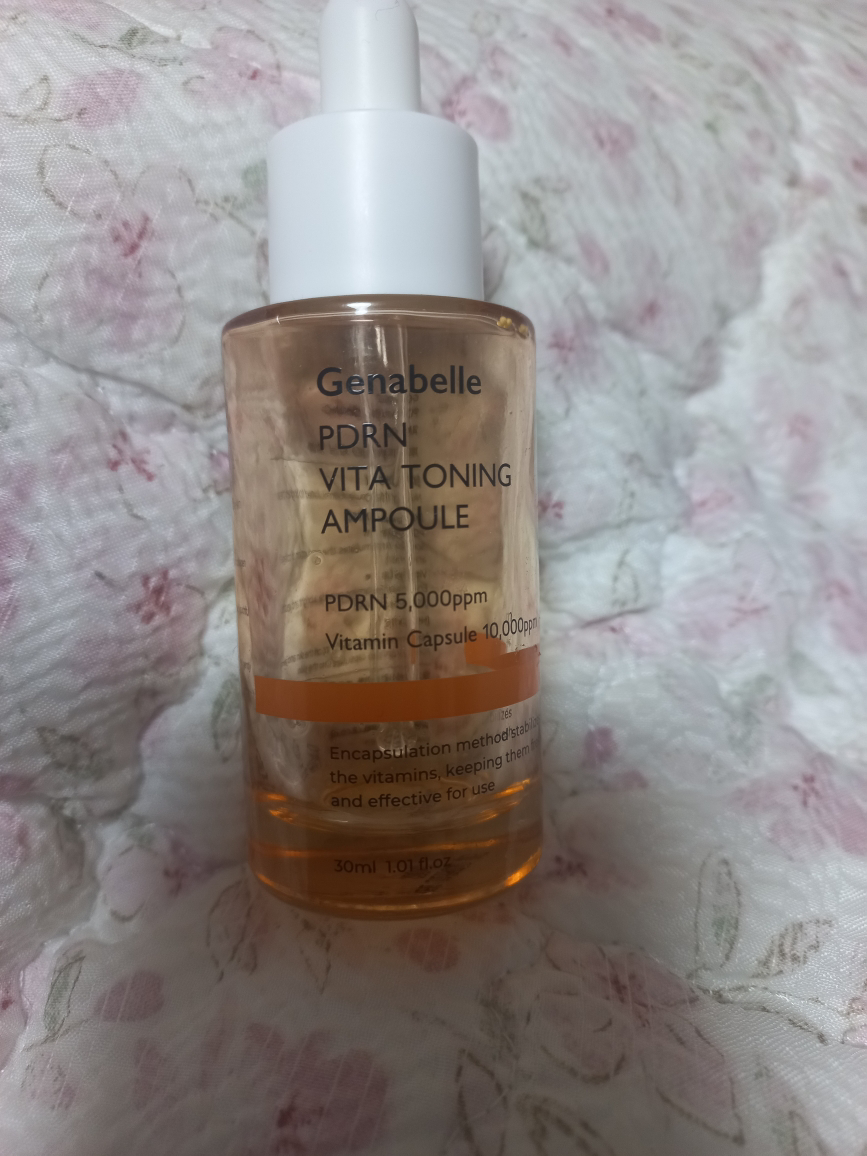 Genabelle
PDRN
VITA TONING
AMPOULE
PDRN 5,000ppm
Vitamin Capsule 10,000ppm
Encapsulation method
the vitamins, keeping them
and effective for use
30ml 1.01 fl.oz